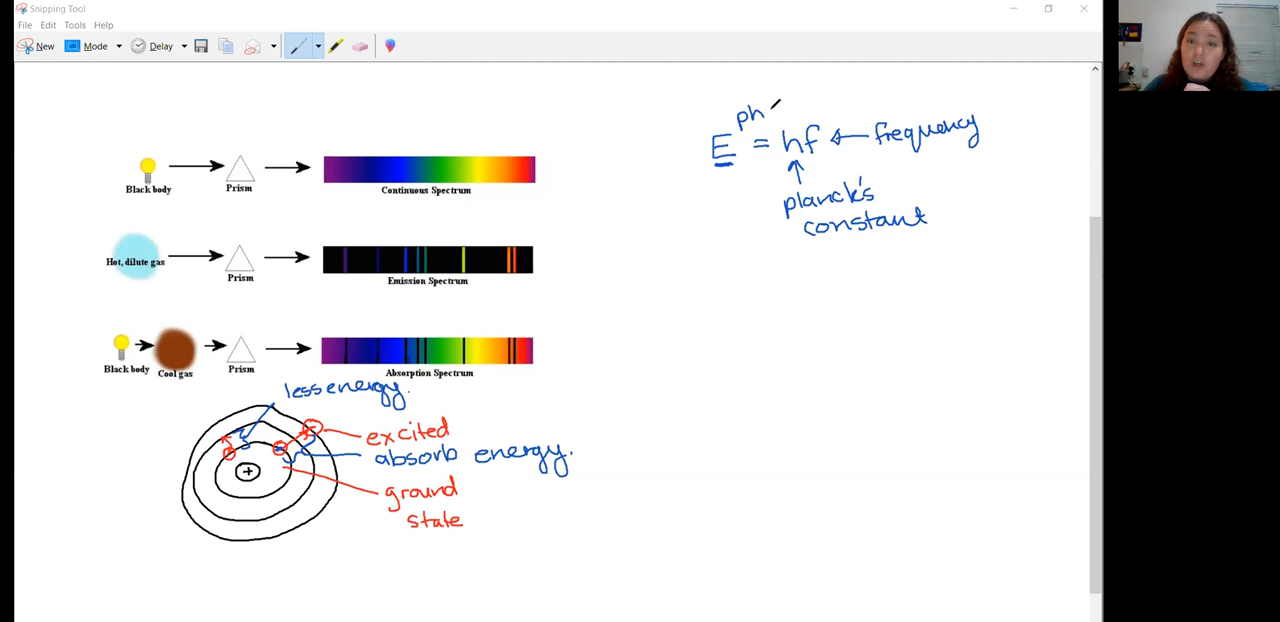 Snipping Tool
File Edit Tools Help
New Mode Delay
ph
E = hf ← frequency
planck's
constant
Black body
Prism
Continuous Spectrum
Hot, dilute gas
Prism
Emission Spectrum
Black body
Cool gas
Prism
Absorption Spectrum
less energy.
excited
absorb energy.
ground
state
+